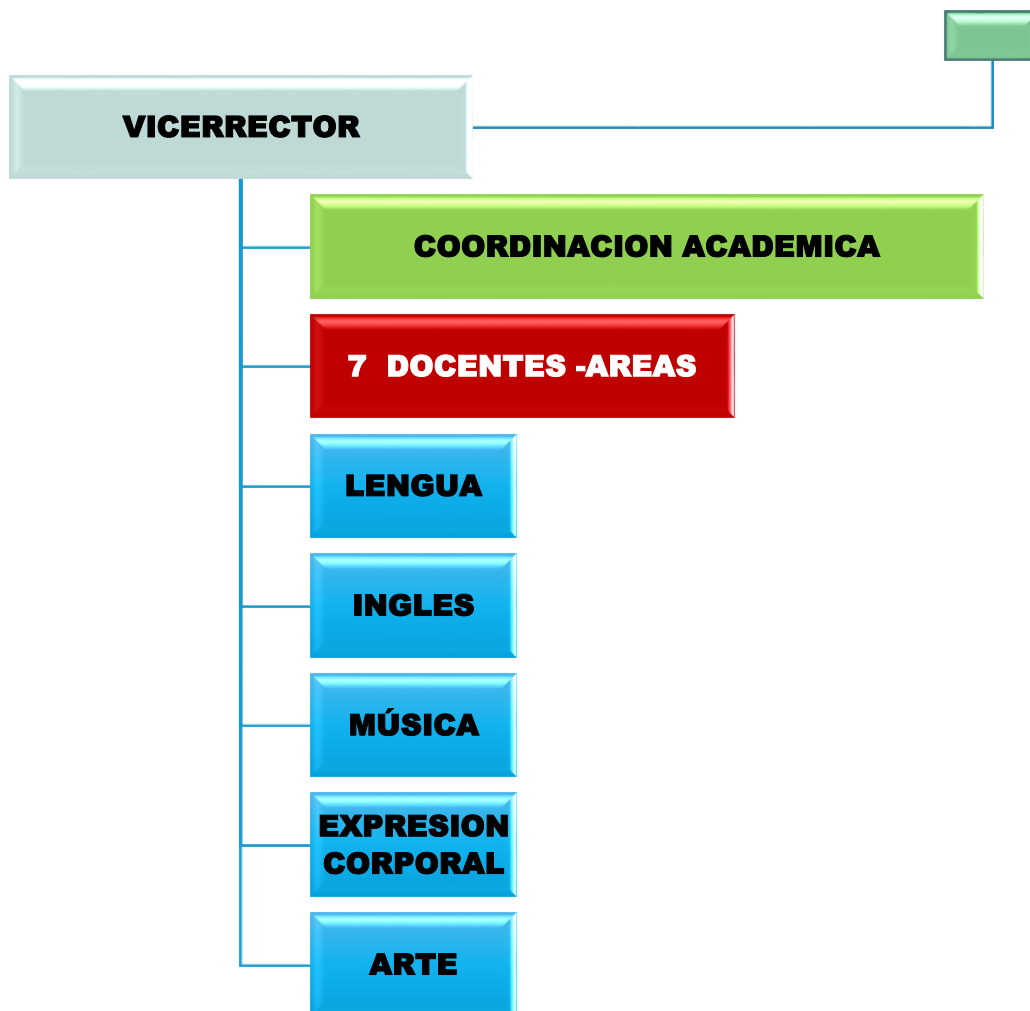 VICERRECTOR
COORDINACION ACADEMICA
7 DOCENTES -AREAS
LENGUA
INGLES
MÚSICA
EXPRESION
CORPORAL
ARTE